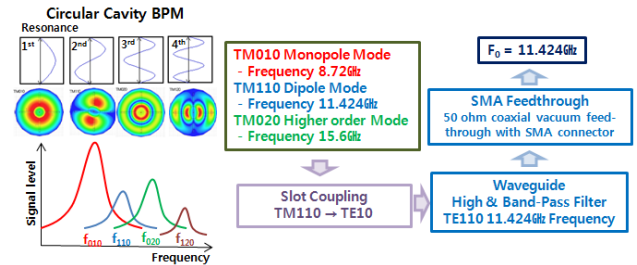 Circular Cavity BPM
Resonance
1st
2nd
3rd
4th
Signal level
f010
f110
f020
f120
Frequency
TM010 Monopole Mode
- Frequency 8.72GHz
TM110 Dipole Mode
- Frequency 11.424GHz
TM020 Higher order Mode
- Frequency 15.6GHz
Slot Coupling
TM110 → TE10
Waveguide
High & Band-Pass Filter
TE110 11.424GHz Frequency
SMA Feedthrough
50 ohm coaxial vacuum feed-
through with SMA connector
F0 = 11.424GHz